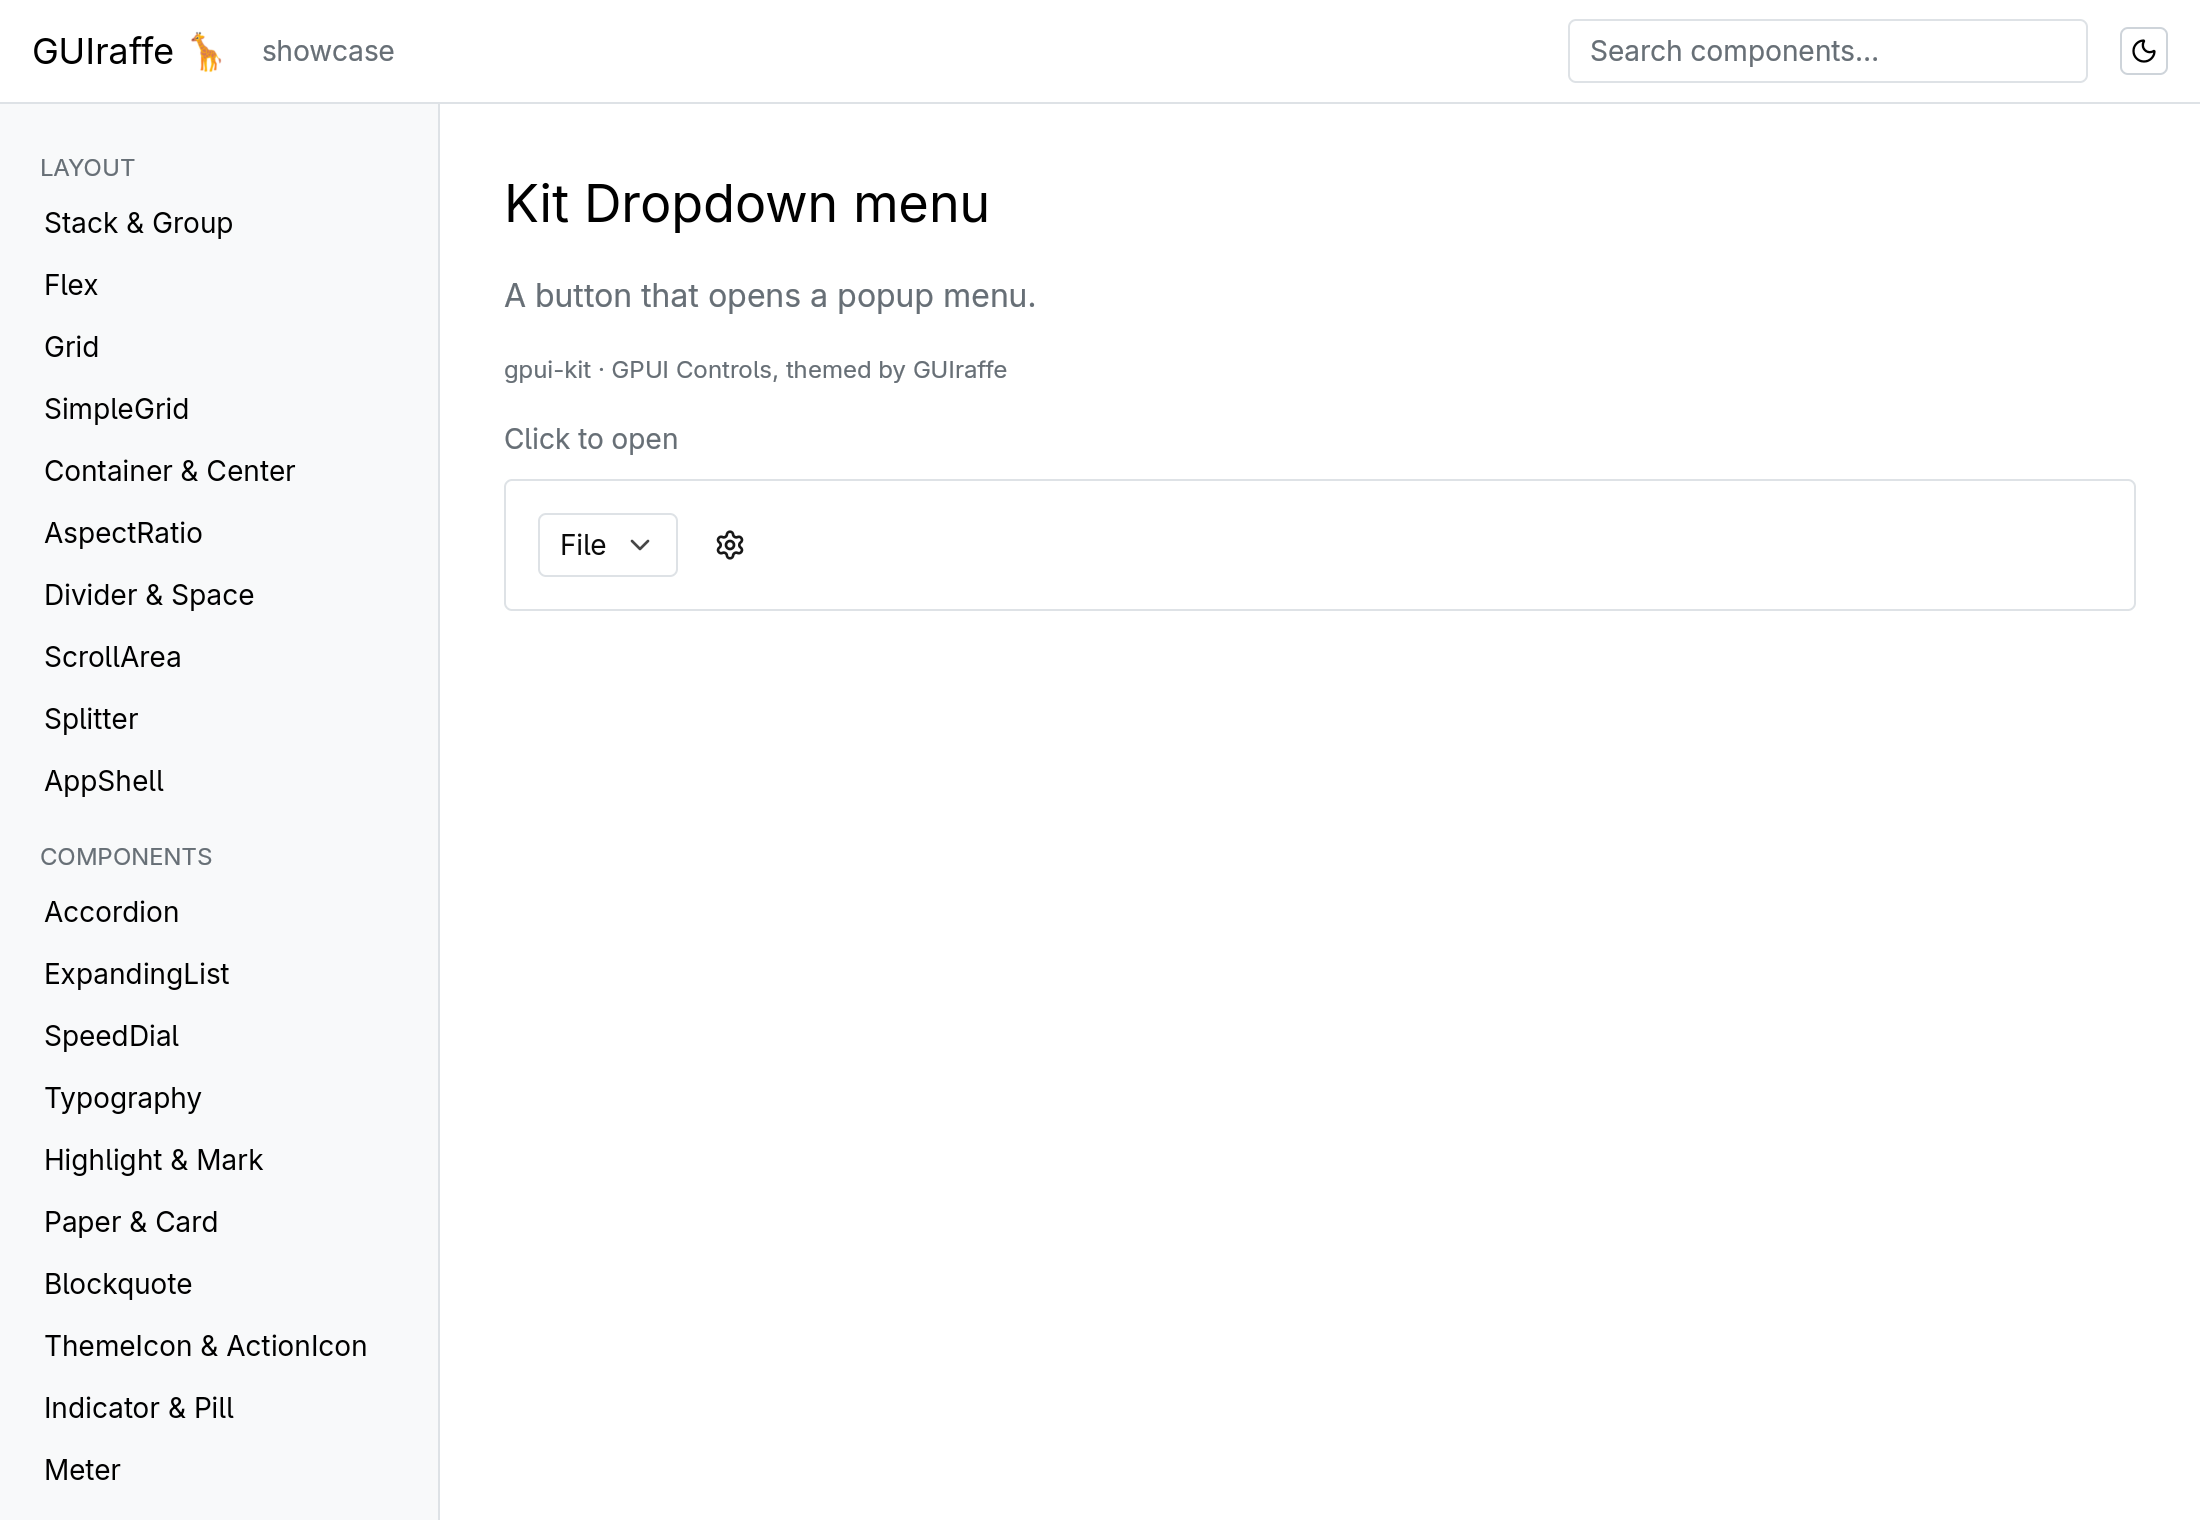 GUIraffe 🦒 showcase
Search components...
LAYOUT
Stack & Group
Flex
Grid
SimpleGrid
Container & Center
AspectRatio
Divider & Space
ScrollArea
Splitter
AppShell
COMPONENTS
Accordion
ExpandingList
SpeedDial
Typography
Highlight & Mark
Paper & Card
Blockquote
ThemeIcon & ActionIcon
Indicator & Pill
Meter
Kit Dropdown menu
A button that opens a popup menu.
gpui-kit · GPUI Controls, themed by GUIraffe
Click to open
File